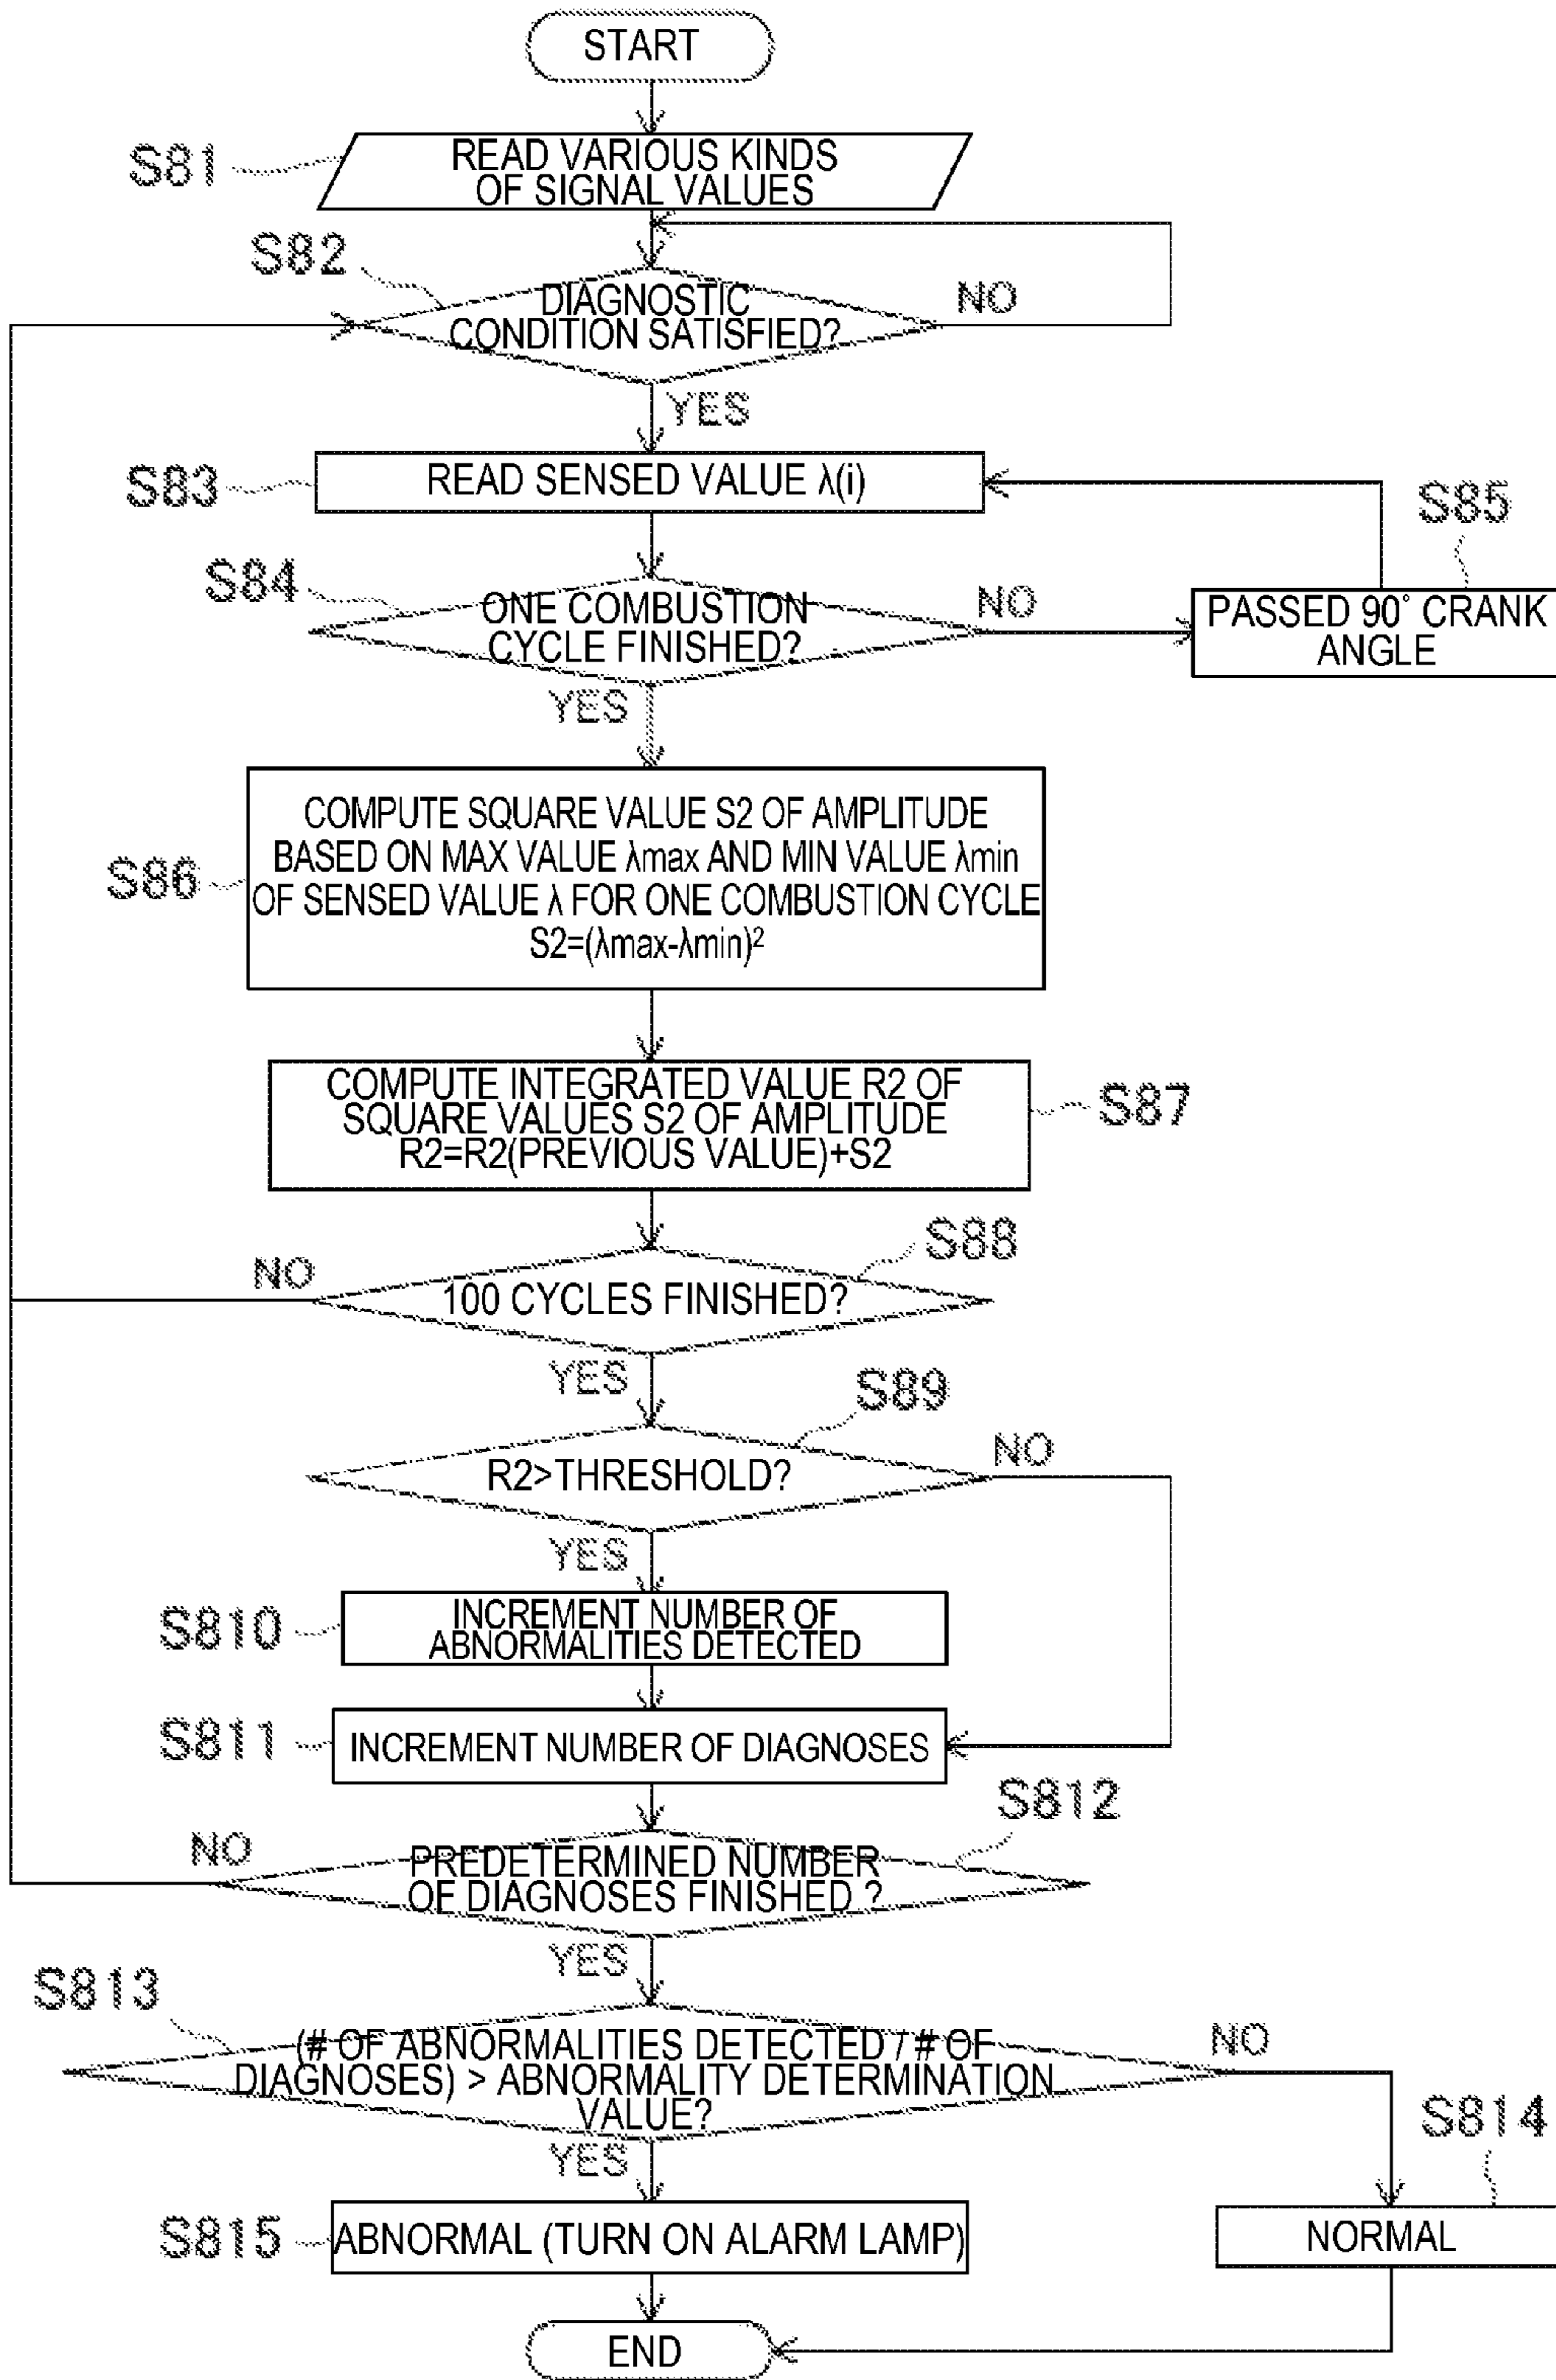 START
S81
READ VARIOUS KINDS
OF SIGNAL VALUES
S82
DIAGNOSTIC
CONDITION SATISFIED?
NO
YES
S83
READ SENSED VALUE λ(i)
S85
S84
ONE COMBUSTION
CYCLE FINISHED?
NO
PASSED 90° CRANK
ANGLE
YES
S86
COMPUTE SQUARE VALUE S2 OF AMPLITUDE
BASED ON MAX VALUE λmax AND MIN VALUE λmin
OF SENSED VALUE λ FOR ONE COMBUSTION CYCLE
S2=(λmax-λmin)²
COMPUTE INTEGRATED VALUE R2 OF
SQUARE VALUES S2 OF AMPLITUDE
R2=R2(PREVIOUS VALUE)+S2
S87
S88
NO
100 CYCLES FINISHED?
YES
S89
R2>THRESHOLD?
NO
YES
S810
INCREMENT NUMBER OF
ABNORMALITIES DETECTED
S811
INCREMENT NUMBER OF DIAGNOSES
S812
NO
PREDETERMINED NUMBER
OF DIAGNOSES FINISHED ?
YES
S813
(# OF ABNORMALITIES DETECTED / # OF
DIAGNOSES) > ABNORMALITY DETERMINATION
VALUE?
NO
YES
S814
S815
ABNORMAL (TURN ON ALARM LAMP)
NORMAL
END